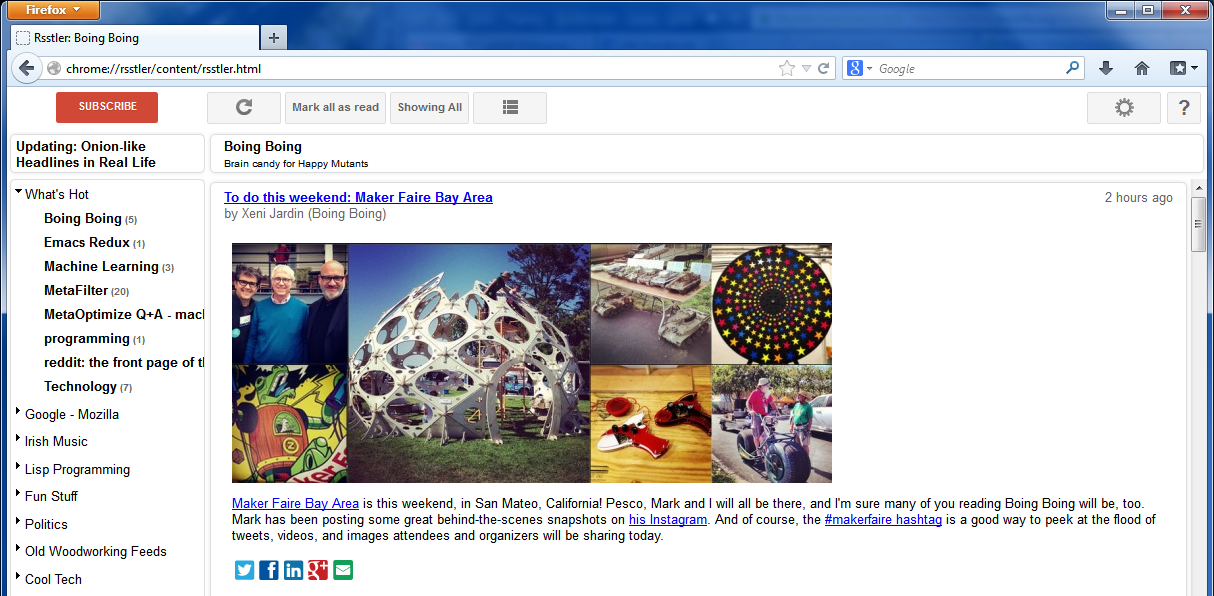 Firefox
Rsstler: Boing Boing
chrome://rsstler/content/rsstler.html
8 Google
SUBSCRIBE
Mark all as read
Showing All
?
Updating: Onion-like
Headlines in Real Life
Boing Boing
Brain candy for Happy Mutants
What's Hot
Boing Boing (5)
Emacs Redux (1)
Machine Learning (3)
MetaFilter (20)
MetaOptimize Q+A - macl
programming (1)
reddit: the front page of tl
Technology (7)
Google - Mozilla
Irish Music
Lisp Programming
Fun Stuff
Politics
Old Woodworking Feeds
Cool Tech
To do this weekend: Maker Faire Bay Area
2 hours ago
by Xeni Jardin (Boing Boing)
Maker Faire Bay Area is this weekend, in San Mateo, California! Pesco, Mark and I will all be there, and I'm sure many of you reading Boing Boing will be, too.
Mark has been posting some great behind-the-scenes snapshots on his Instagram. And of course, the #makerfaire hashtag is a good way to peek at the flood of
tweets, videos, and images attendees and organizers will be sharing today.